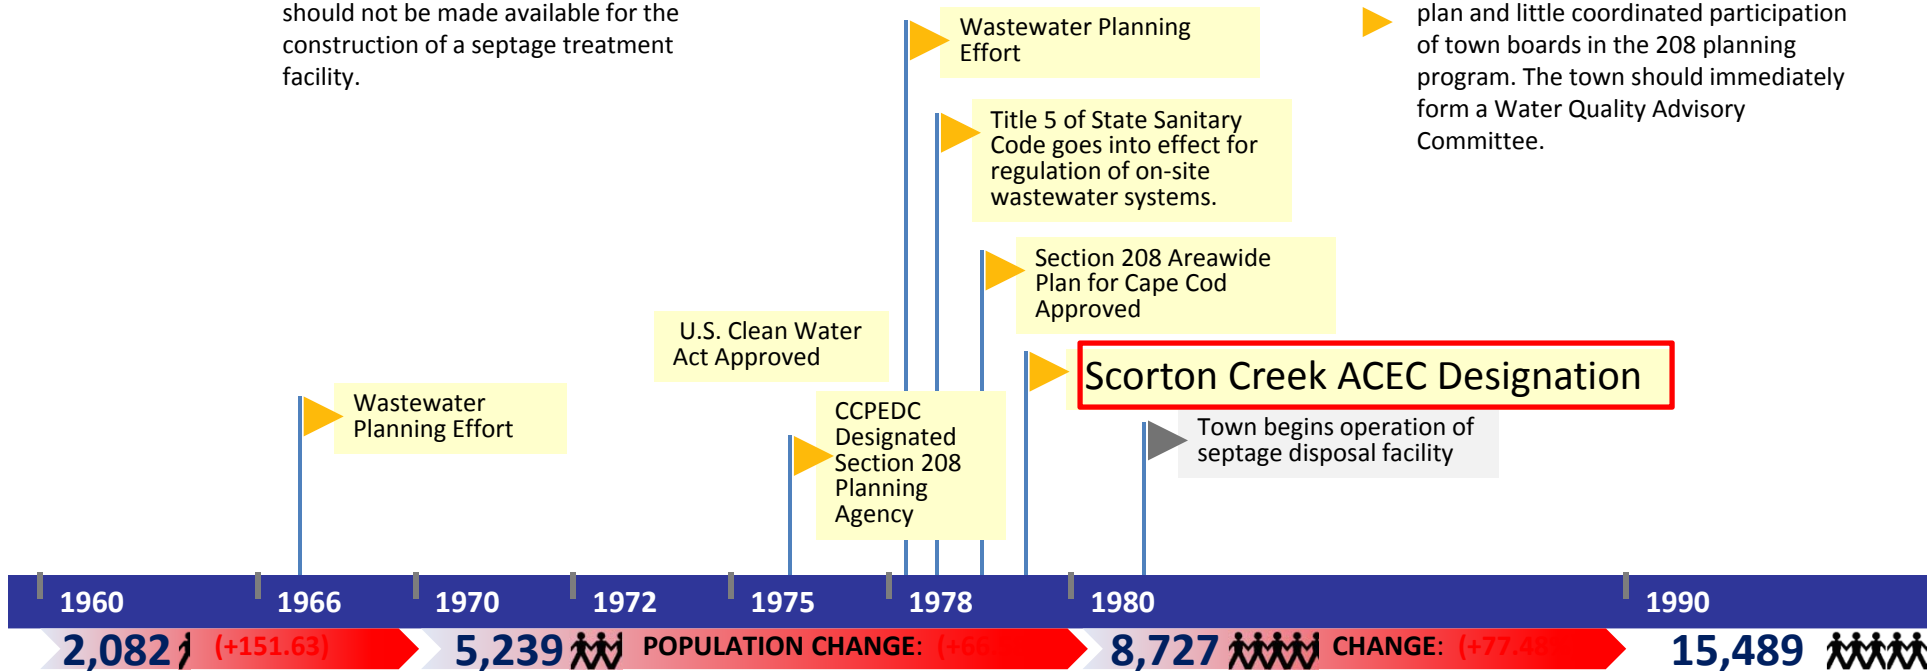 should not be made available for the
construction of a septage treatment
facility.
Wastewater Planning
Effort
plan and little coordinated participation
of town boards in the 208 planning
program. The town should immediately
form a Water Quality Advisory
Committee.
Title 5 of State Sanitary
Code goes into effect for
regulation of on-site
wastewater systems.
Section 208 Areawide
Plan for Cape Cod
Approved
U.S. Clean Water
Act Approved
Scorton Creek ACEC Designation
Wastewater
Planning Effort
CCPEDC
Designated
Section 208
Planning
Agency
Town begins operation of
septage disposal facility
1960 1966 1970 1972 1975 1978 1980 1990
2,082 (+151.63) 5,239 POPULATION CHANGE: 8,727 CHANGE: 15,489